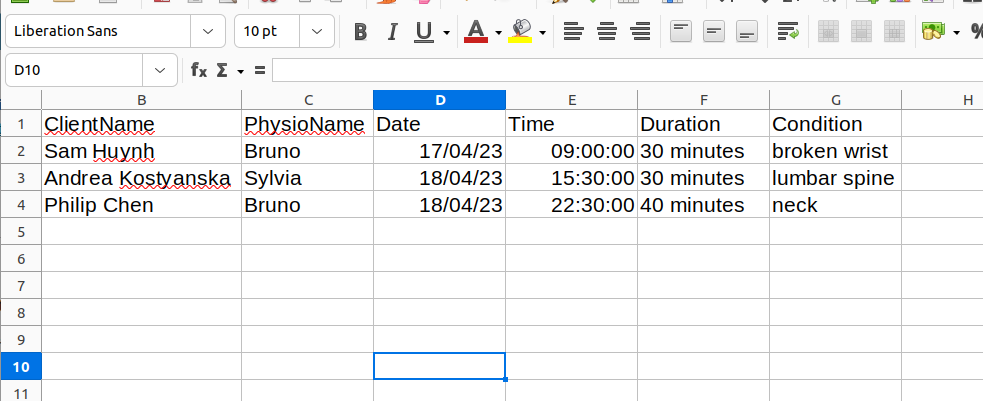 Liberation Sans 10 pt B I U A %
D10 fx Σ =
B C D E F G H
1 ClientName PhysioName Date Time Duration Condition
2 Sam Huynh Bruno 17/04/23 09:00:00 30 minutes broken wrist
3 Andrea Kostyanska Sylvia 18/04/23 15:30:00 30 minutes lumbar spine
4 Philip Chen Bruno 18/04/23 22:30:00 40 minutes neck
5
6
7
8
9
10
11